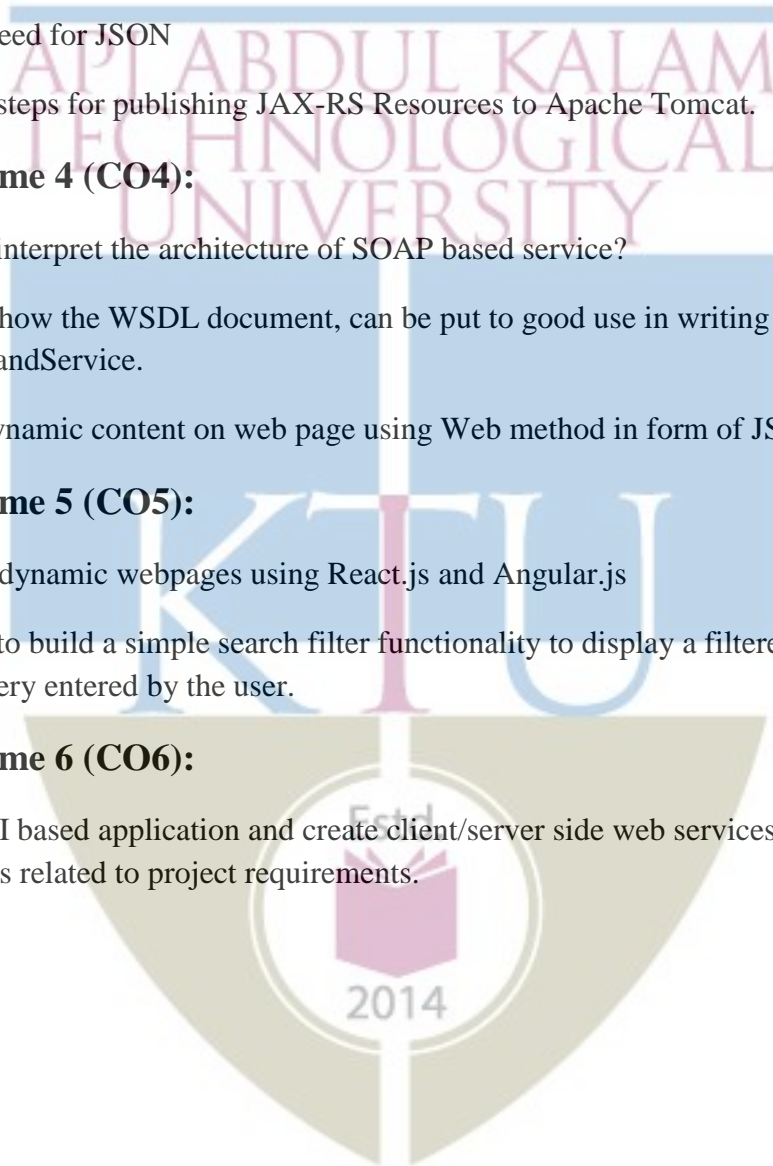 eed for JSON
API ABDUL KALAM
steps for publishing JAX-RS Resources to Apache Tomcat.
TECHNOLOGICAL
me 4 (CO4):
UNIVERSITY
interpret the architecture of SOAP based service?
how the WSDL document, can be put to good use in writing
andService.
ynamic content on web page using Web method in form of JS
me 5 (CO5):
KTU
dynamic webpages using React.js and Angular.js
to build a simple search filter functionality to display a filtere
ery entered by the user.
me 6 (CO6):
I based application and create client/server side web services
Estd.
s related to project requirements.
2014